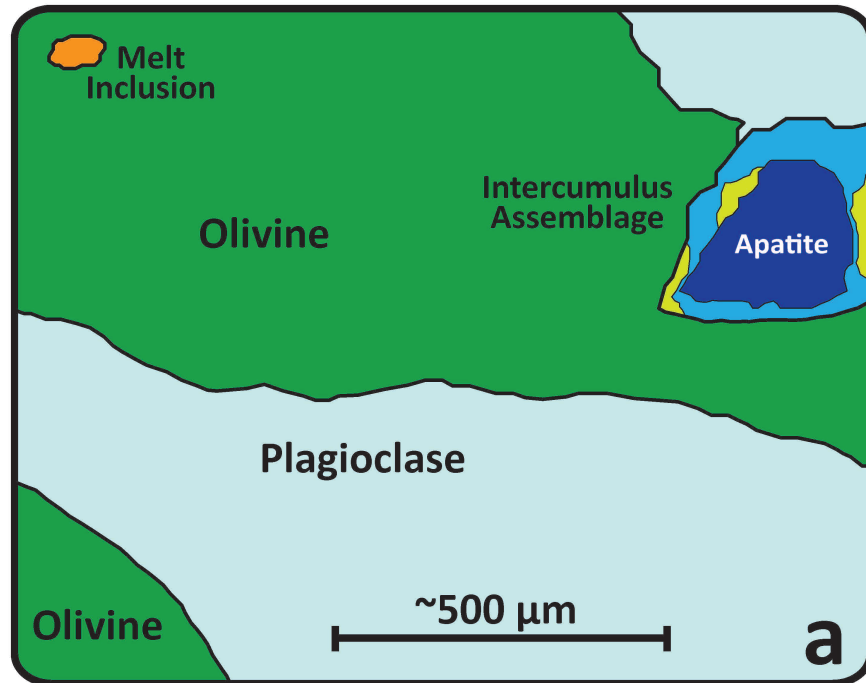 Melt
Inclusion
Intercumulus
Assemblage
Olivine
Apatite
Plagioclase
Olivine
~500 μm
a